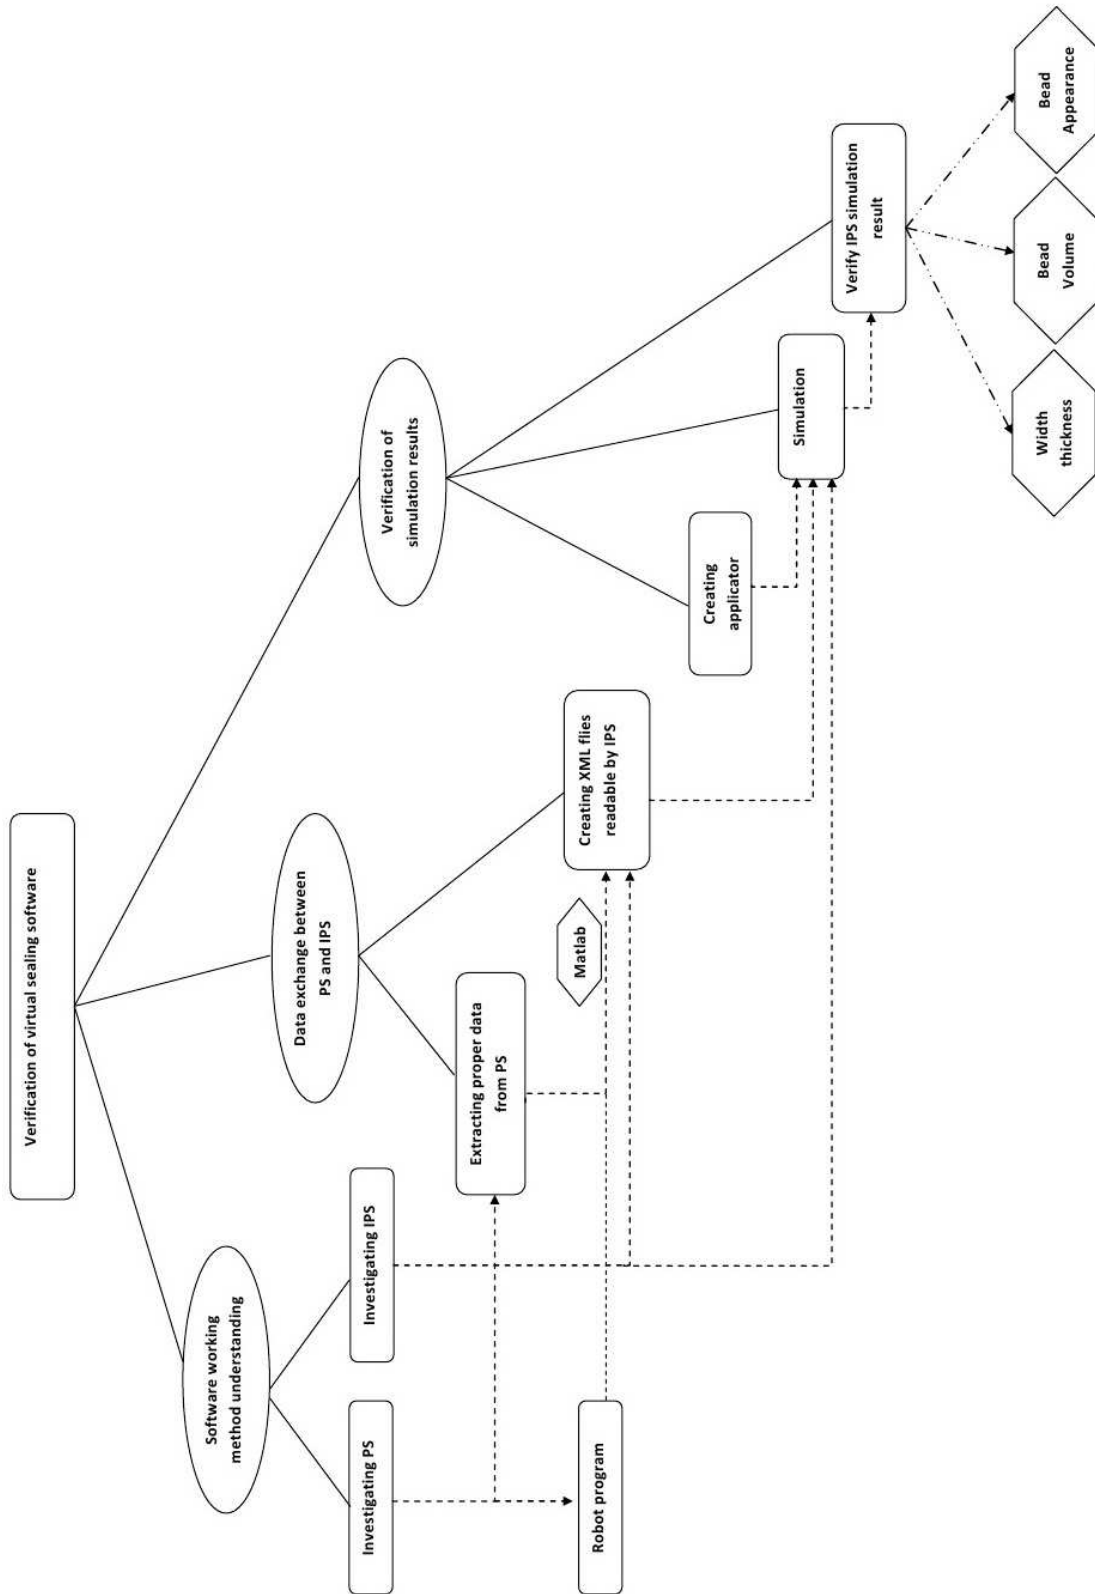 Verification of virtual sealing software
Software working
method understanding
Data exchange between
PS and IPS
Verification of
simulation results
Investigating PS
Investigating IPS
Extracting proper data
from PS
Robot program
Matlab
Creating XML flies
readable by IPS
Creating
applicator
Simulation
Verify IPS simulation
result
Width
thickness
Bead
Volume
Bead
Appearance